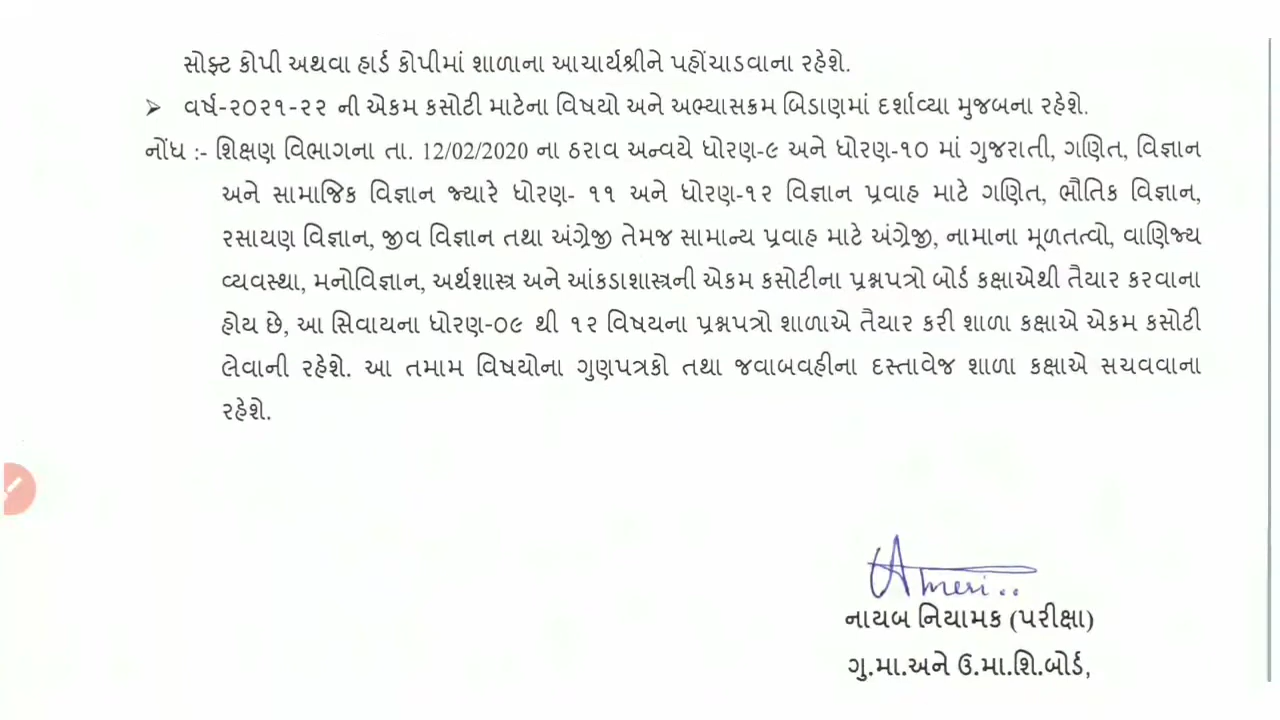 સોફ્ટ કોપી અથવા હાર્ડ કોપીમાં શાળાના આચાર્યશ્રીને પહોંચાડવાના રહેશે.
➢ વર્ષ-૨૦૨૧-૨૨ ની એકમ કસોટી માટેના વિષયો અને અભ્યાસક્રમ બિડાણમાં દર્શાવ્યા મુજબના રહેશે.
નોંધ :- શિક્ષણ વિભાગના તા. 12/02/2020 ના ઠરાવ અન્વયે ધોરણ-૯ અને ધોરણ-૧૦ માં ગુજરાતી, ગણિત, વિજ્ઞાન
અને સામાજિક વિજ્ઞાન જ્યારે ધોરણ- ૧૧ અને ધોરણ-૧૨ વિજ્ઞાન પ્રવાહ માટે ગણિત, ભૌતિક વિજ્ઞાન,
રસાયણ વિજ્ઞાન, જીવ વિજ્ઞાન તથા અંગ્રેજી તેમજ સામાન્ય પ્રવાહ માટે અંગ્રેજી, નામાના મૂળતત્વો, વાણિજ્ય
વ્યવસ્થા, મનોવિજ્ઞાન, અર્થશાસ્ત્ર અને આંકડાશાસ્ત્રની એકમ કસોટીના પ્રશ્નપત્રો બોર્ડ કક્ષાએથી તૈયાર કરવાના
હોય છે, આ સિવાયના ધોરણ-૦૯ થી ૧૨ વિષયના પ્રશ્નપત્રો શાળાએ તૈયાર કરી શાળા કક્ષાએ એકમ કસોટી
લેવાની રહેશે. આ તમામ વિષયોના ગુણપત્રકો તથા જવાબવહીના દસ્તાવેજ શાળા કક્ષાએ સચવવાના
રહેશે.
નાયબ નિયામક (પરીક્ષા)
ગુ.મા.અને ઉ.મા.શિ.બોર્ડ,